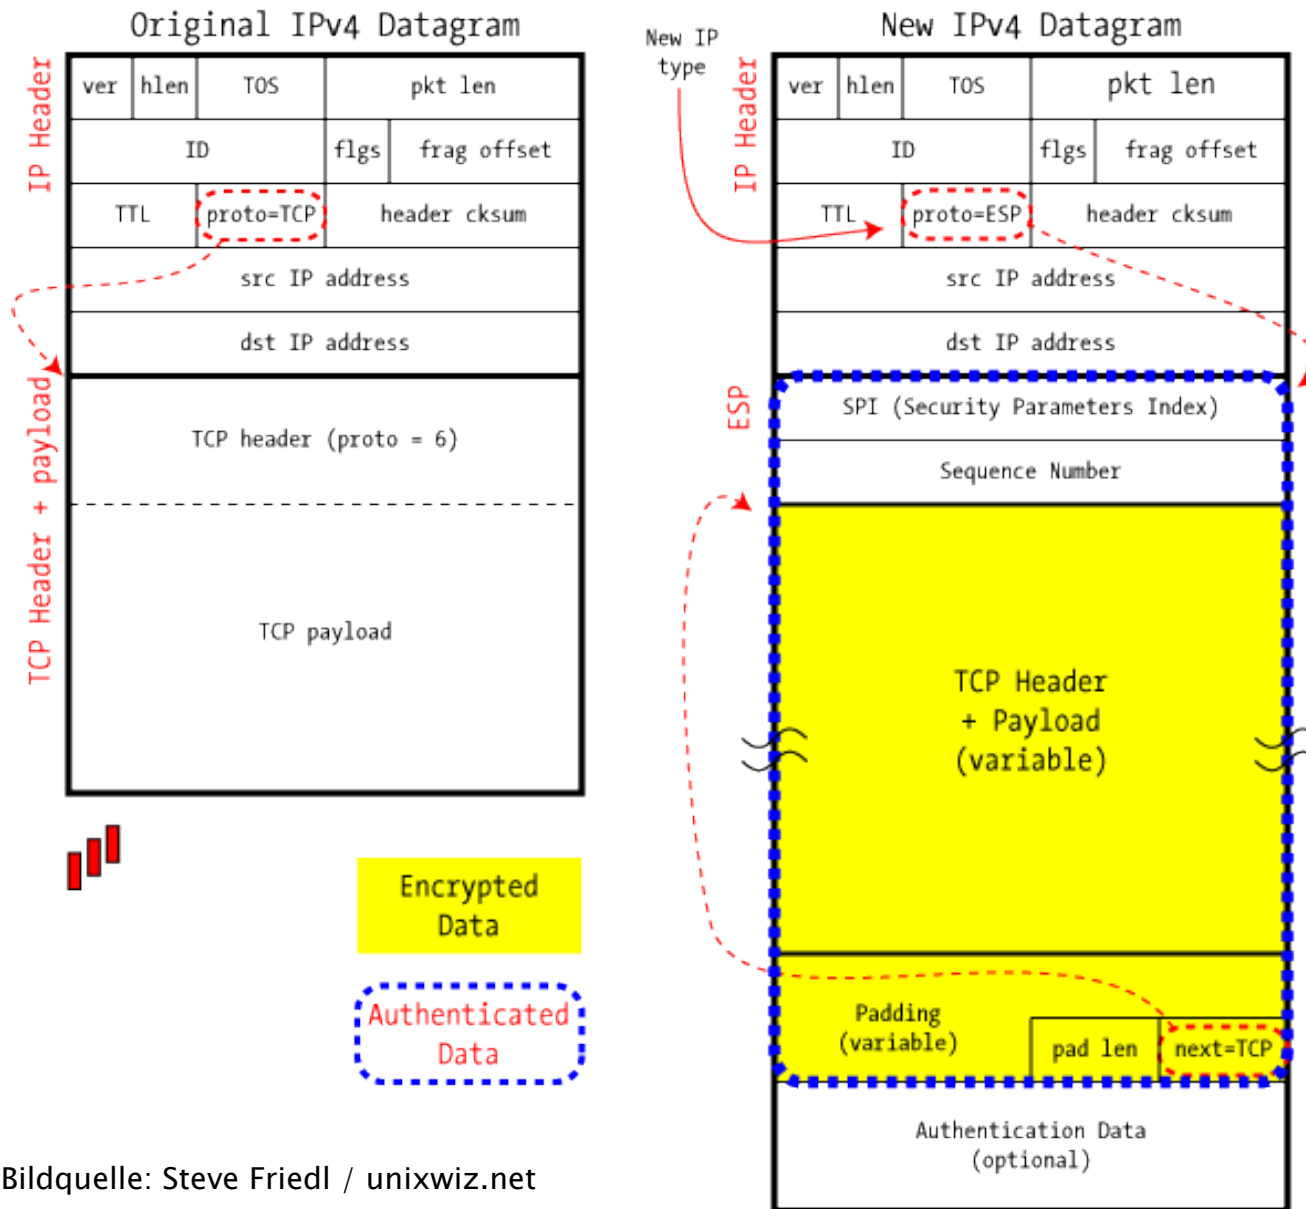 Original IPv4 Datagram
IP Header
ver hlen TOS pkt len
ID flgs frag offset
TTL proto=TCP header cksum
src IP address
dst IP address
TCP Header + payload
TCP header (proto = 6)
TCP payload
Encrypted
Data
Authenticated
Data
New IPv4 Datagram
New IP
type
IP Header
ver hlen TOS pkt len
ID flgs frag offset
TTL proto=ESP header cksum
src IP address
dst IP address
ESP
SPI (Security Parameters Index)
Sequence Number
TCP Header
+ Payload
(variable)
Padding
(variable)
pad len next=TCP
Authentication Data
(optional)
Bildquelle: Steve Friedl / unixwiz.net